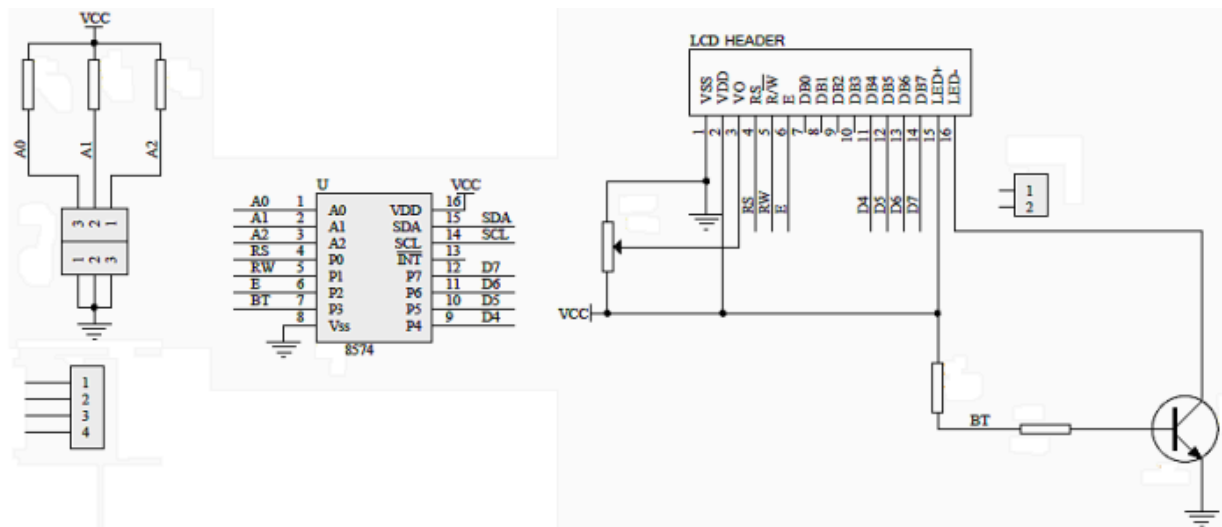 VCC
A0
A1
A2
3 2 1
1 2 3
1
2
3
4
U
VCC
A0 1 A0 VDD 16
A1 2 A1 SDA 15 SDA
A2 3 A2 SCL 14 SCL
RS 4 P0 INT 13
RW 5 P1 P7 12 D7
E 6 P2 P6 11 D6
BT 7 P3 P5 10 D5
8 Vss P4 9 D4
8574
LCD HEADER
VSS VDD VO RS R/W E DB0 DB1 DB2 DB3 DB4 DB5 DB6 DB7 LED+ LED-
1 2 3 4 5 6 7 8 9 10 11 12 13 14 15 16
RS RW E D4 D5 D6 D7
1
2
VCC
BT